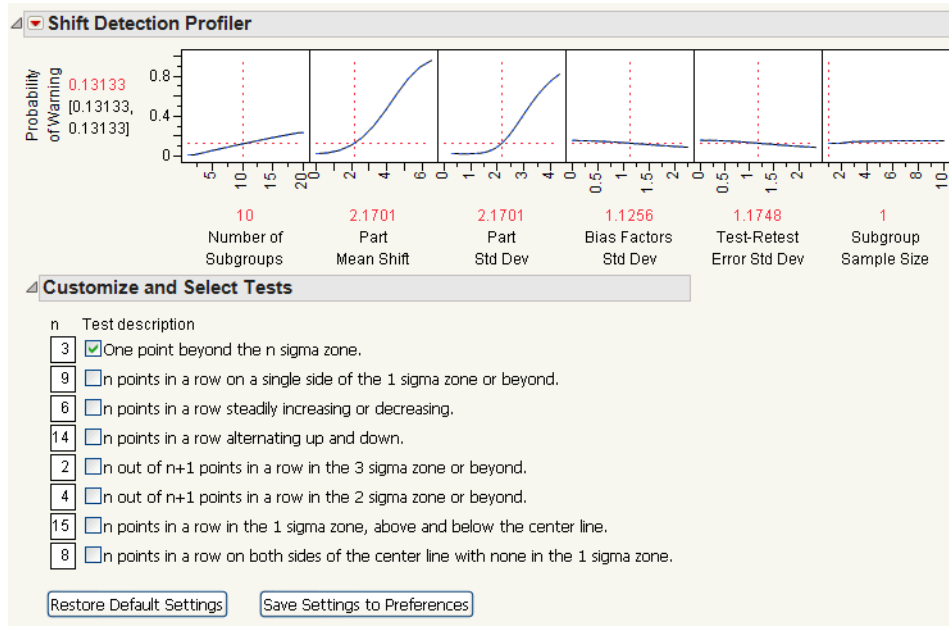 Shift Detection Profiler
Probability
of Warning
0.13133
[0.13133,
0.13133]
0.8
0.4
0
5
10
15
20
0
1
2
3
4
5
6
0
1
2
3
4
0
0.5
1
1.5
2
0
0.5
1
1.5
2
2
4
6
8
10
10
Number of
Subgroups
2.1701
Part
Mean Shift
2.1701
Part
Std Dev
1.1256
Bias Factors
Std Dev
1.1748
Test-Retest
Error Std Dev
1
Subgroup
Sample Size
Customize and Select Tests
n Test description
3 One point beyond the n sigma zone.
9 n points in a row on a single side of the 1 sigma zone or beyond.
6 n points in a row steadily increasing or decreasing.
14 n points in a row alternating up and down.
2 n out of n+1 points in a row in the 3 sigma zone or beyond.
4 n out of n+1 points in a row in the 2 sigma zone or beyond.
15 n points in a row in the 1 sigma zone, above and below the center line.
8 n points in a row on both sides of the center line with none in the 1 sigma zone.
Restore Default Settings
Save Settings to Preferences